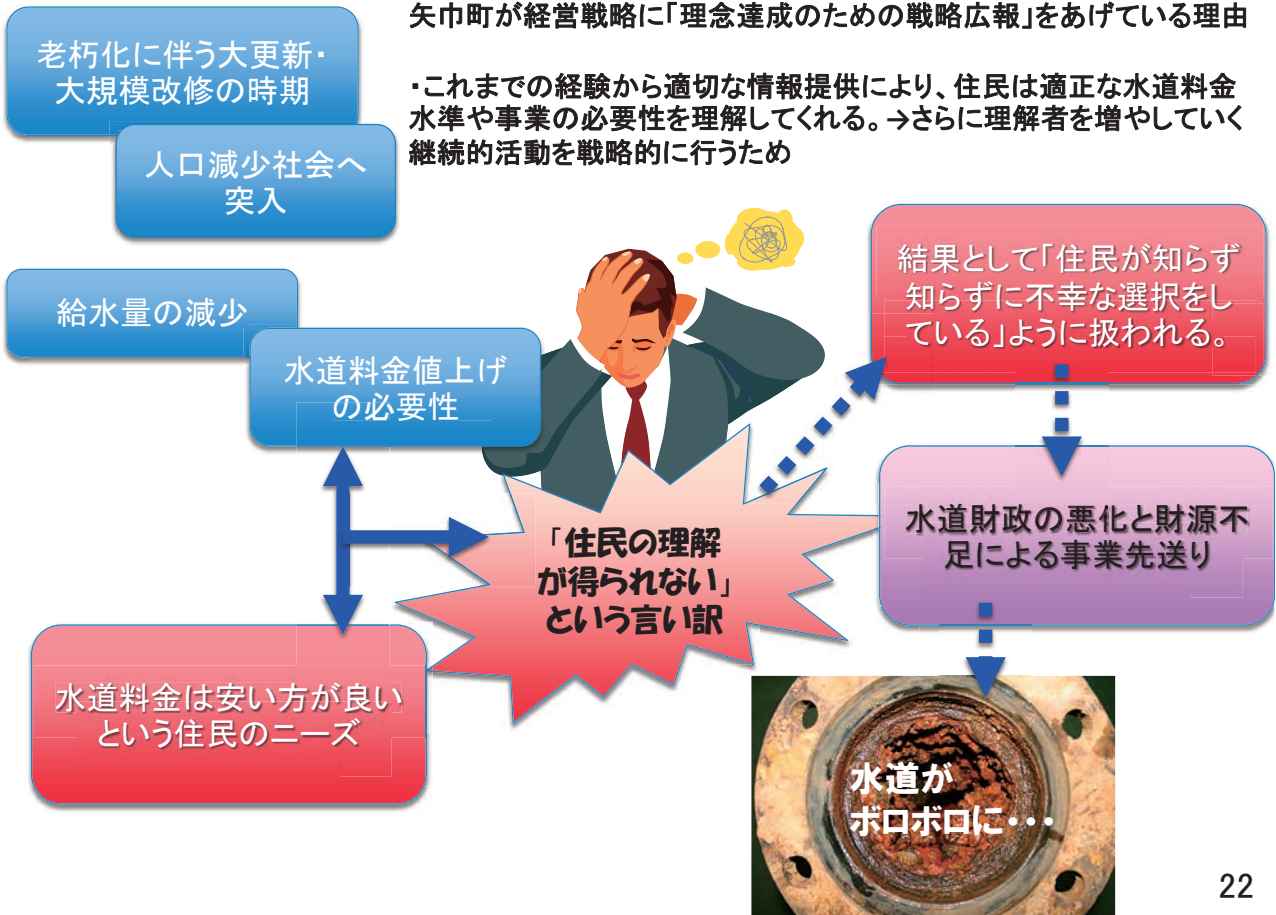 矢巾町が経営戦略に「理念達成のための戦略広報」をあげている理由
・これまでの経験から適切な情報提供により、住民は適正な水道料金
水準や事業の必要性を理解してくれる。→さらに理解者を増やしていく
継続的活動を戦略的に行うため
老朽化に伴う大更新・
大規模改修の時期
人口減少社会へ
突入
給水量の減少
水道料金値上げ
の必要性
水道料金は安い方が良い
という住民のニーズ
「住民の理解
が得られない」
という言い訳
結果として「住民が知らず
知らずに不幸な選択をし
ている」ように扱われる。
水道財政の悪化と財源不
足による事業先送り
水道が
ボロボロに・・・
22